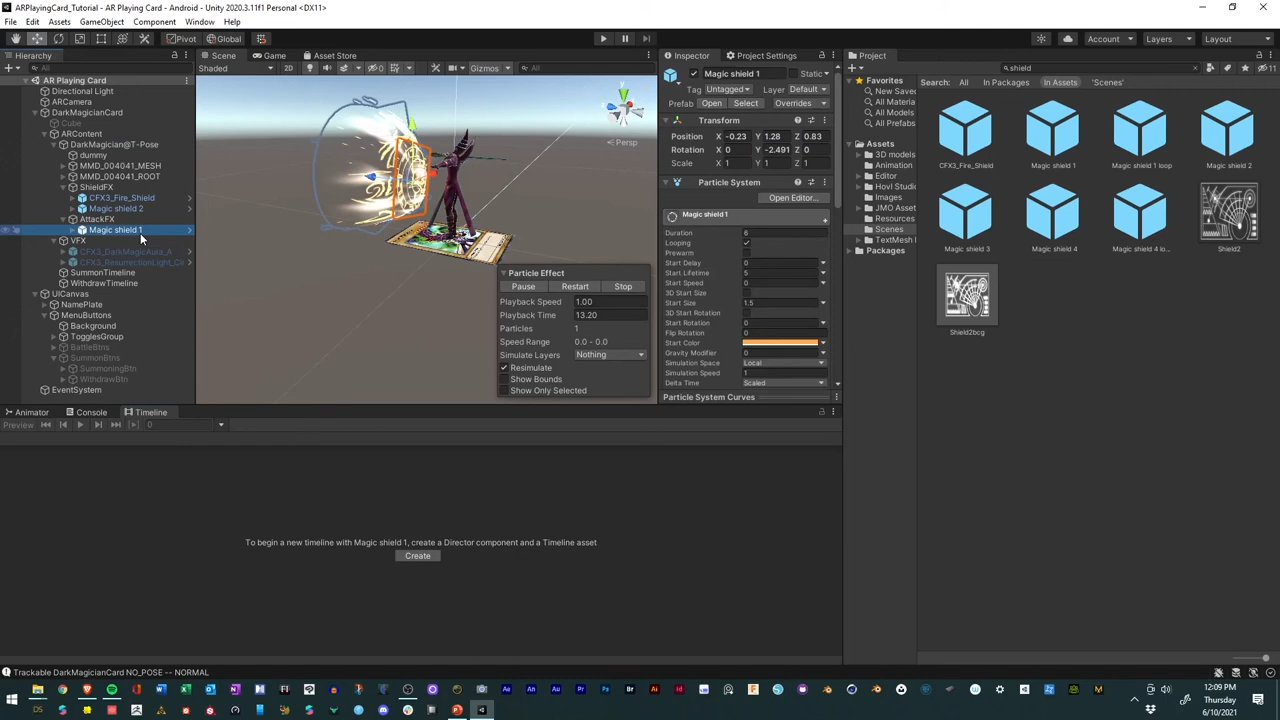 ARPlayingCard_Tutorial - AR Playing Card - Android - Unity 2020.3.11f1 Personal <DX11>
File Edit Assets GameObject Component Window Help
Pivot Global Account Layers Layout
Hierarchy Scene Game Asset Store Inspector Project Settings Project
All Shaded 2D 0 Gizmos All Magic shield 1 Static shield 11
AR Playing Card
Directional Light
ARCamera
DarkMagicianCard
Cube
ARContent
DarkMagician@T-Pose
dummy
MMD_004041_MESH
MMD_004041_ROOT
ShieldFX
CFX3_Fire_Shield
Magic shield 2
AttackFX
Magic shield 1
VFX
CFX3_DarkMagicAura_A
CFX3_ResurrectionLight_Ci
SummonTimeline
WithdrawTimeline
UICanvas
NamePlate
MenuButtons
Background
TogglesGroup
BattleBtns
SummonBtns
SummoningBtn
WithdrawBtn
EventSystem
Persp
Particle Effect
Pause Restart Stop
Playback Speed 1.00
Playback Time 13.20
Particles 1
Speed Range 0.0 - 0.0
Simulate Layers Nothing
Resimulate
Show Bounds
Show Only Selected
Tag Untagged Layer Default
Prefab Open Select Overrides
Transform
Position X -0.23 Y 1.28 Z 0.83
Rotation X 0 Y -2.491 Z 0
Scale X 1 Y 1 Z 1
Particle System
Open Editor...
Magic shield 1
Duration 6
Looping
Prewarm
Start Delay 0
Start Lifetime 5
Start Speed 0
3D Start Size
Start Size 1.5
3D Start Rotation
Start Rotation 0
Flip Rotation 0
Start Color
Gravity Modifier 0
Simulation Space Local
Simulation Speed 1
Delta Time Scaled
Particle System Curves
Favorites
New Saved
All Materia
All Models
All Prefabs
Assets
3D models
Animation
Editor
Hovl Studi
Images
JMO Asset
Resources
Scenes
TextMesh
Packages
Search: All In Packages In Assets 'Scenes'
CFX3_Fire_Shield Magic shield 1 Magic shield 1 loop Magic shield 2
Magic shield 3 Magic shield 4 Magic shield 4 lo... Shield2
Shield2bcg
Animator Console Timeline
Preview 0
To begin a new timeline with Magic shield 1, create a Director component and a Timeline asset
Create
Trackable DarkMagicianCard NO_POSE -- NORMAL
12:09 PM
Thursday
6/10/2021